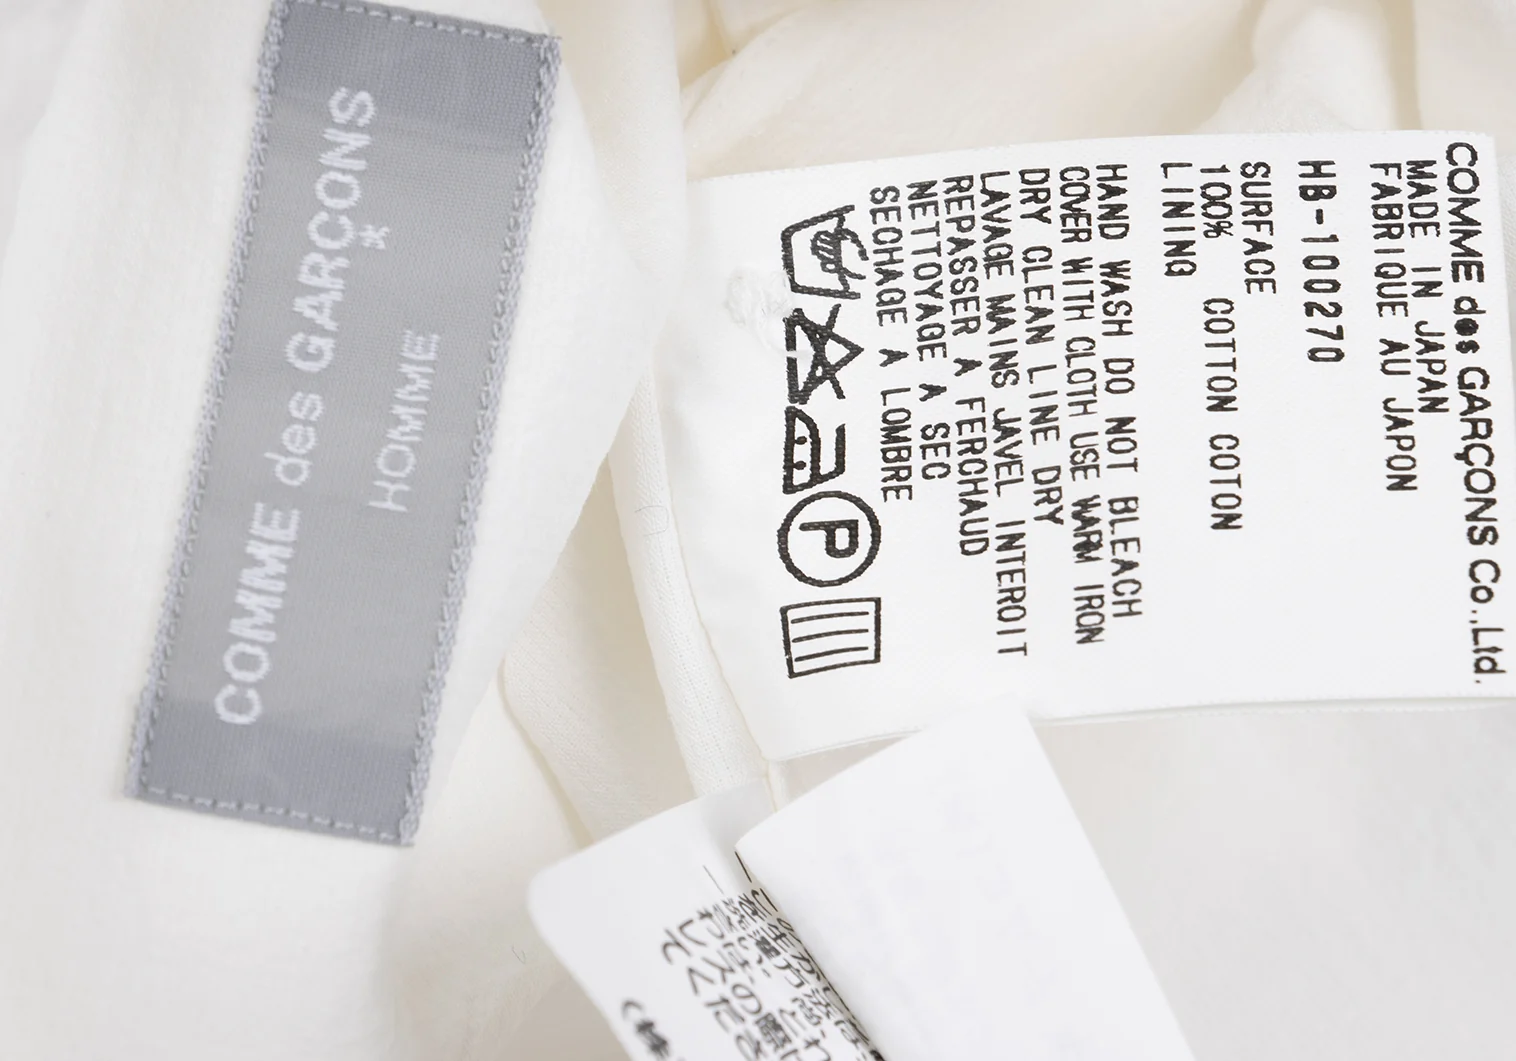 COMME des GARÇONS
HOMME
COMME des GARÇONS Co.,Ltd.
MADE IN JAPAN
FABRIQUE AU JAPON
HB-100270
SURFACE
100% COTTON COTON
LINING
HAND WASH DO NOT BLEACH
COVER WITH CLOTH USE WARM IRON
DRY CLEAN LINE DRY
LAVAGE MAINS JAVEL INTEROIT
REPASSER A FERCHAUD
NETTOYAGE A SEC
SECHAGE A LOMBRE
P